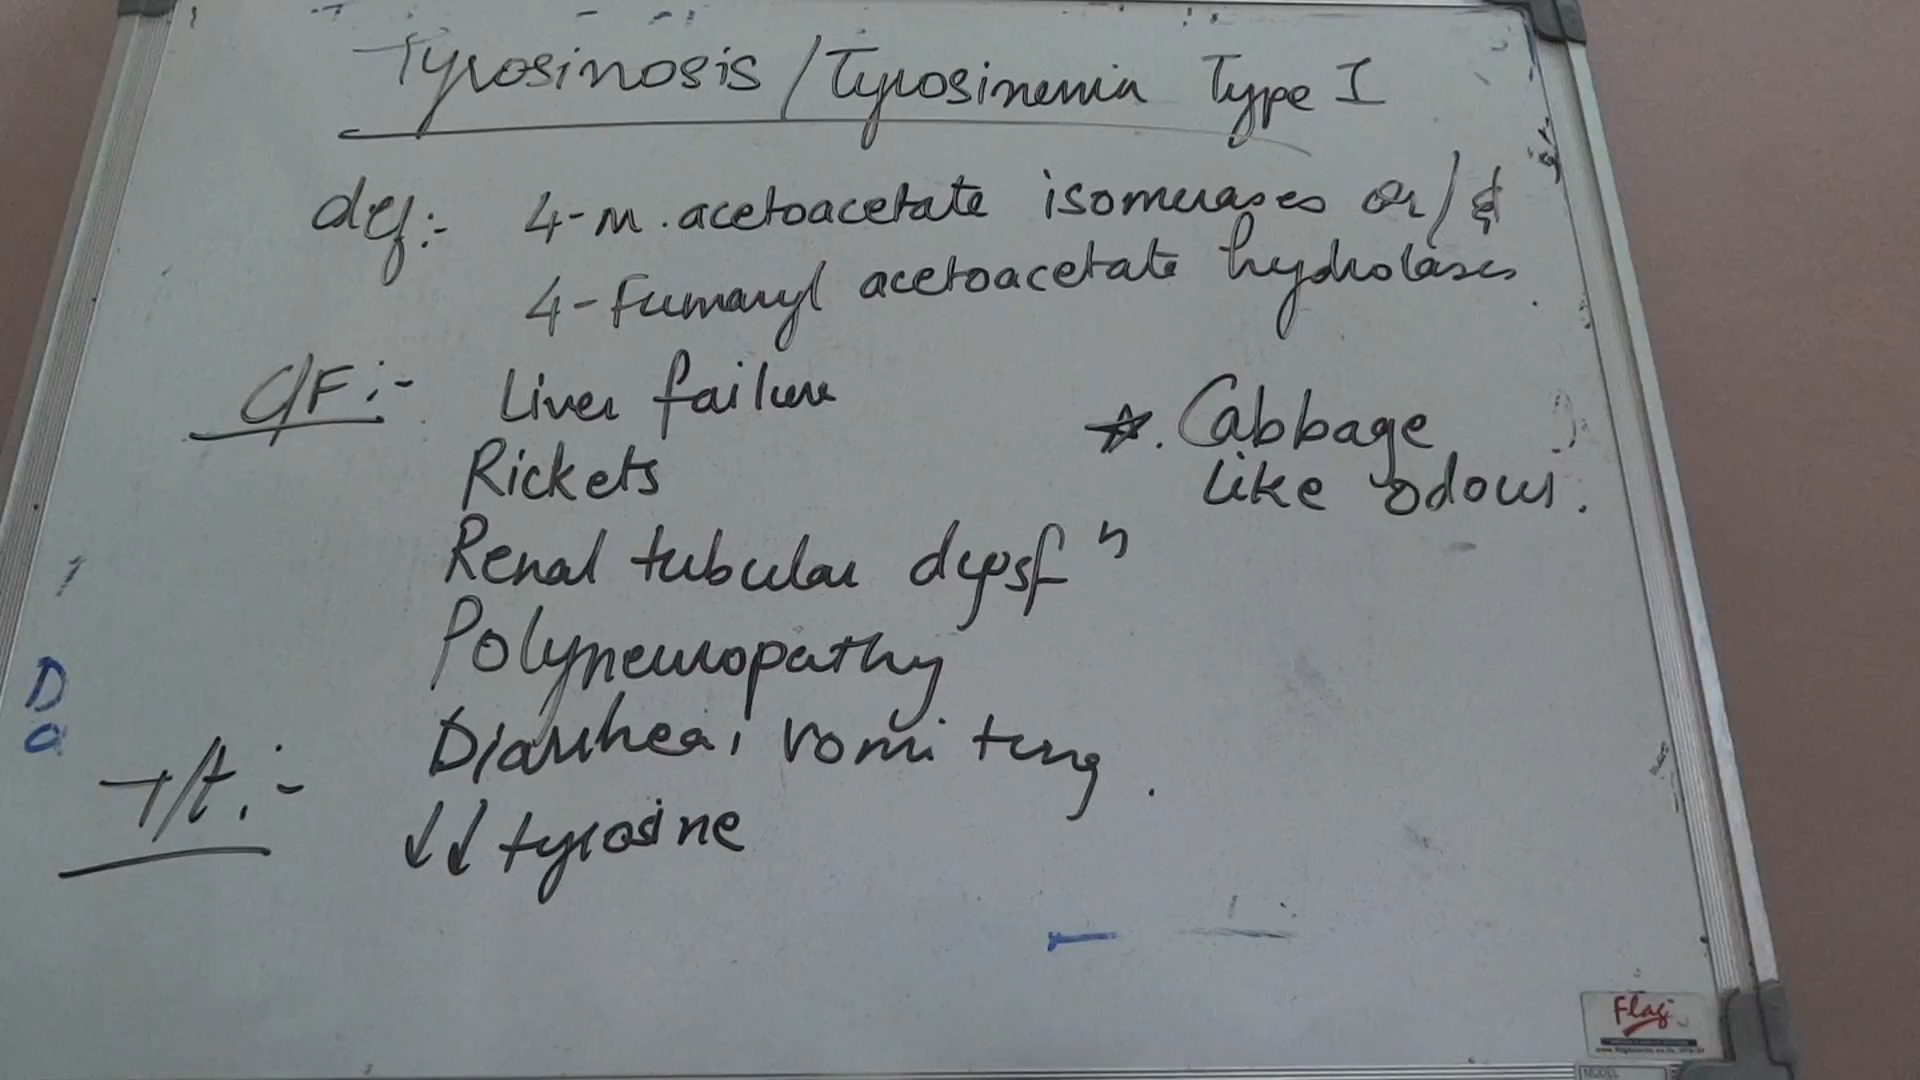 Tyrosinosis / Tyrosinemia Type I
def:- 4-m. acetoacetate isomerases or / &
4-fumaryl acetoacetate hydrolases.
C/F:- Liver failure
Rickets
★. Cabbage
like odour.
Renal tubular dysfⁿ
Polyneuropathy
Diarrhea, vomiting.
T/t:- ↓↓ tyrosine
D
a
Flag
MODEL